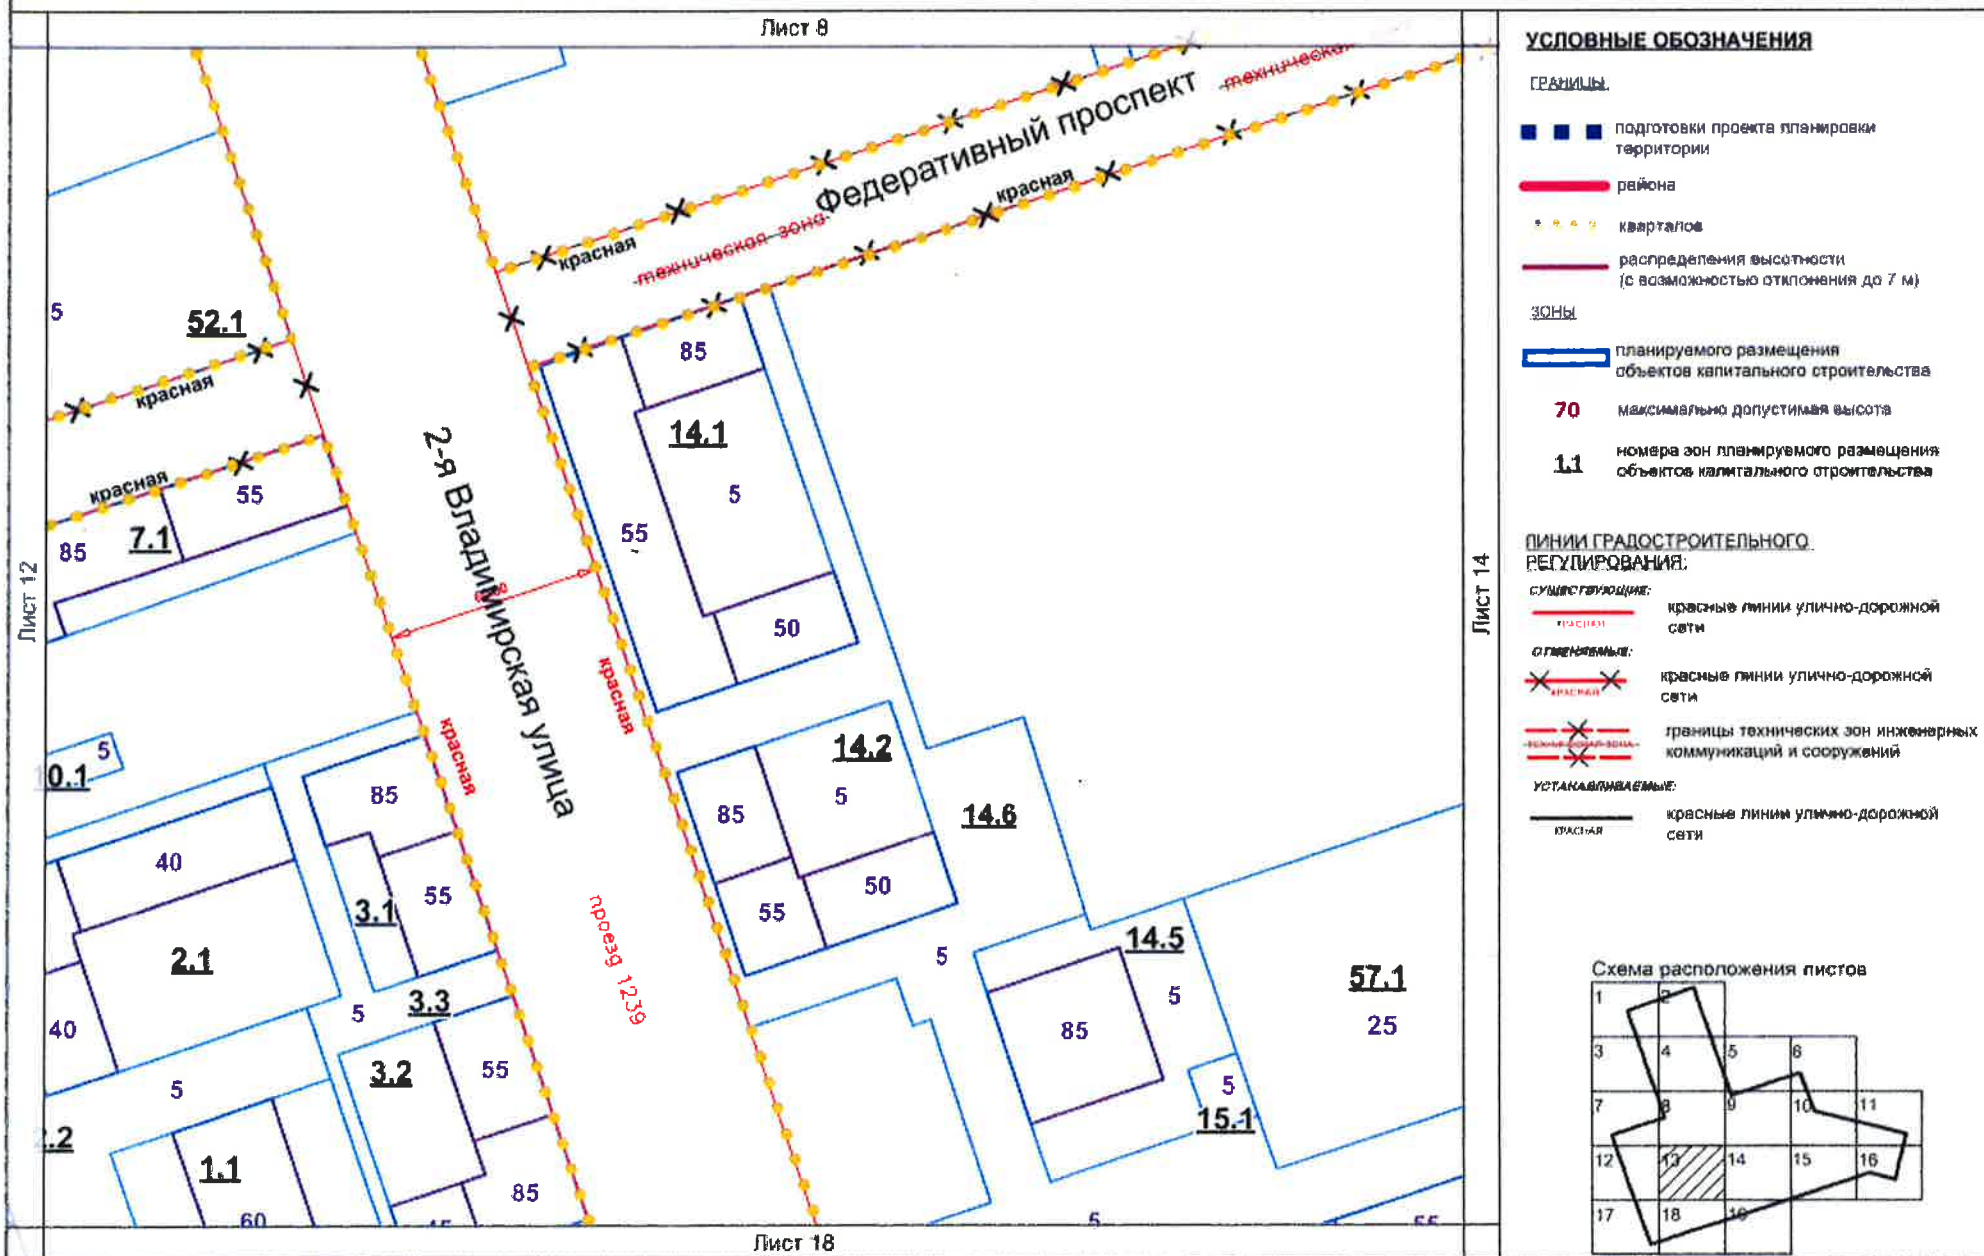 Лист 8
Федеративный проспект
техническая
красная
техническая зона
красная
5
52.1
красная
85
14.1
5
55
50
красная
55
85
7.1
2-я Владимирская улица
Лист 12
Лист 14
красная
красная
5
0.1
85
40
3.1
55
2.1
40
5
3.3
3.2
55
5
.2
1.1
60
85
14.2
85
5
55
50
14.6
5
14.5
5
85
57.1
25
5
15.1
проезд 1239
5
55
Лист 18
УСЛОВНЫЕ ОБОЗНАЧЕНИЯ
ГРАНИЦЫ:
подготовки проекта планировки
территории
района
кварталов
распределения высотности
(с возможностью отклонения до 7 м)
ЗОНЫ
планируемого размещения
объектов капитального строительства
70 максимально допустимая высота
1.1 номера зон планируемого размещения
объектов капитального строительства
ЛИНИИ ГРАДОСТРОИТЕЛЬНОГО
РЕГУЛИРОВАНИЯ:
СУЩЕСТВУЮЩИЕ:
красные линии улично-дорожной
сети
КРАСНАЯ
ОТМЕНЯЕМЫЕ:
красные линии улично-дорожной
сети
КРАСНАЯ
границы технических зон инженерных
коммуникаций и сооружений
ТЕХНИЧЕСКАЯ ЗОНА
УСТАНАВЛИВАЕМЫЕ:
красные линии улично-дорожной
сети
КРАСНАЯ
Схема расположения листов
1 2
3 4 5 6
7 8 9 10 11
12 13 14 15 16
17 18 19